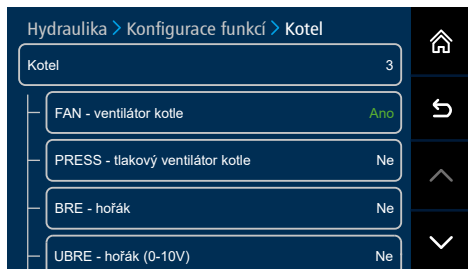 Hydraulika > Konfigurace funkcí > Kotel
Kotel 3
FAN - ventilátor kotle Ano
PRESS - tlakový ventilátor kotle Ne
BRE - hořák Ne
UBRE - hořák (0-10V) Ne